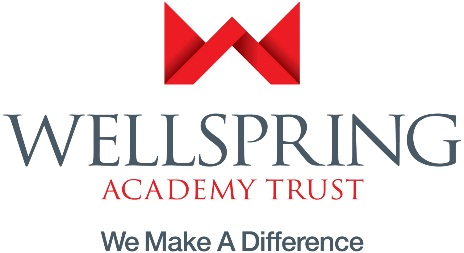 WELLSPRING
ACADEMY TRUST
We Make A Difference